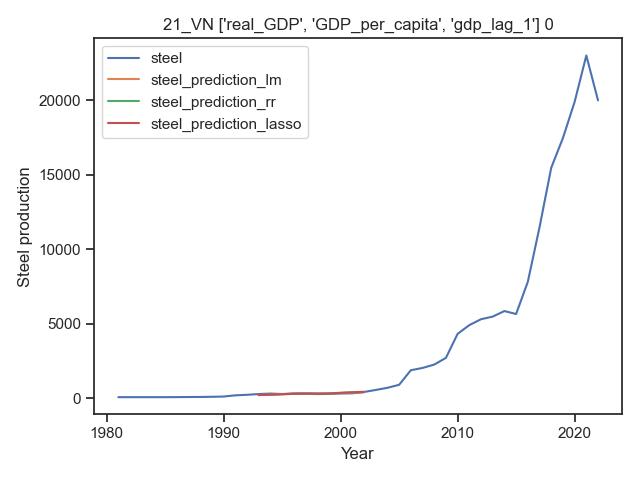 21_VN ['real_GDP', 'GDP_per_capita', 'gdp_lag_1'] 0
steel
steel_prediction_lm
steel_prediction_rr
steel_prediction_lasso
Steel production
20000
15000
10000
5000
0
1980
1990
2000
2010
2020
Year